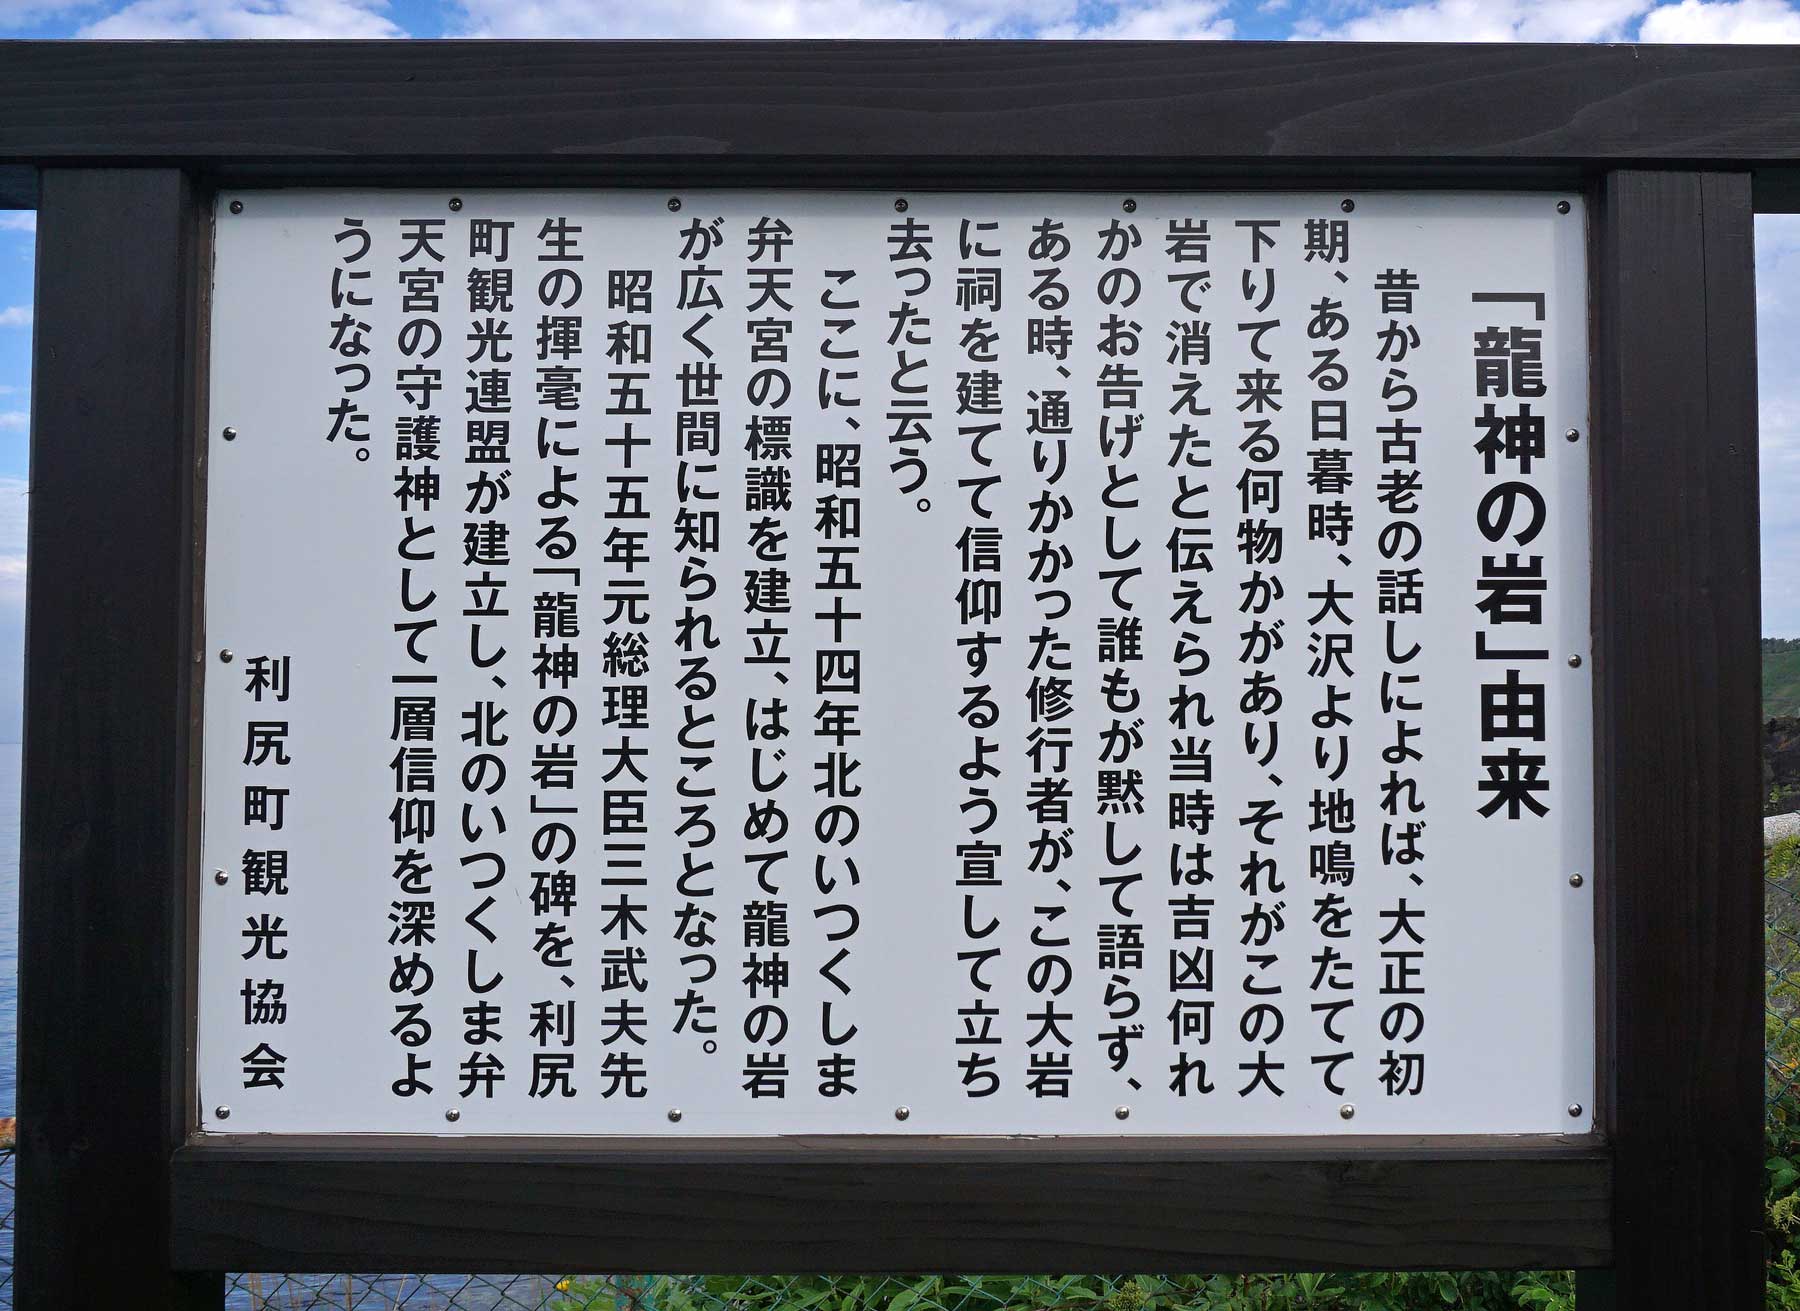 「龍神の岩」由来
昔から古老の話しによれば、大正の初
期、ある日暮時、大沢より地鳴をたてて
下りて来る何物かがあり、それがこの大
岩で消えたと伝えられ当時は吉凶何れ
かのお告げとして誰もが黙して語らず、
ある時、通りかかった修行者が、この大岩
に祠を建てて信仰するよう宣して立ち
去ったと云う。
ここに、昭和五十四年北のいつくしま
弁天宮の標識を建立、はじめて龍神の岩
が広く世間に知られるところとなった。
昭和五十五年元総理大臣三木武夫先
生の揮毫による「龍神の岩」の碑を、利尻
町観光連盟が建立し、北のいつくしま弁
天宮の守護神として一層信仰を深めるよ
うになった。
利尻町観光協会